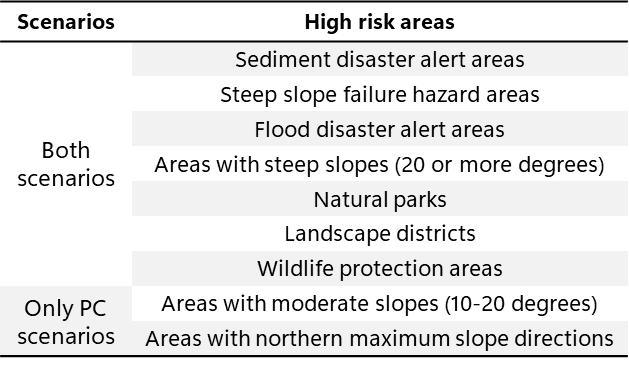 Scenarios High risk areas
Both
scenarios
Sediment disaster alert areas
Steep slope failure hazard areas
Flood disaster alert areas
Areas with steep slopes (20 or more degrees)
Natural parks
Landscape districts
Wildlife protection areas
Only PC
scenarios
Areas with moderate slopes (10-20 degrees)
Areas with northern maximum slope directions